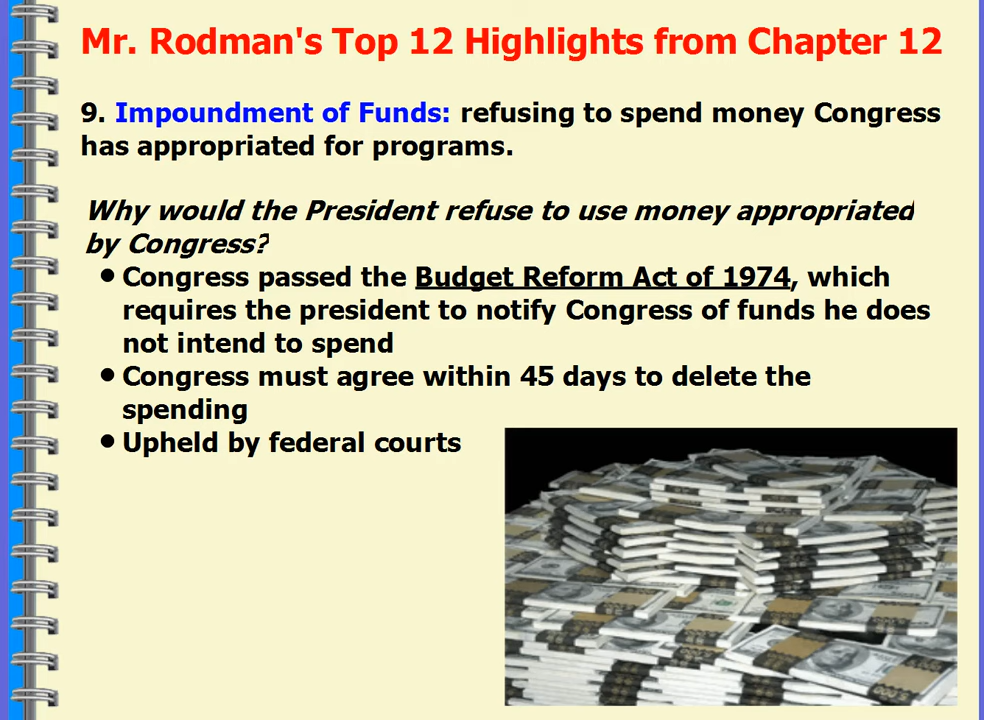 Mr. Rodman's Top 12 Highlights from Chapter 12
9. Impoundment of Funds: refusing to spend money Congress
has appropriated for programs.
Why would the President refuse to use money appropriated
by Congress?
• Congress passed the Budget Reform Act of 1974, which
requires the president to notify Congress of funds he does
not intend to spend
• Congress must agree within 45 days to delete the
spending
• Upheld by federal courts